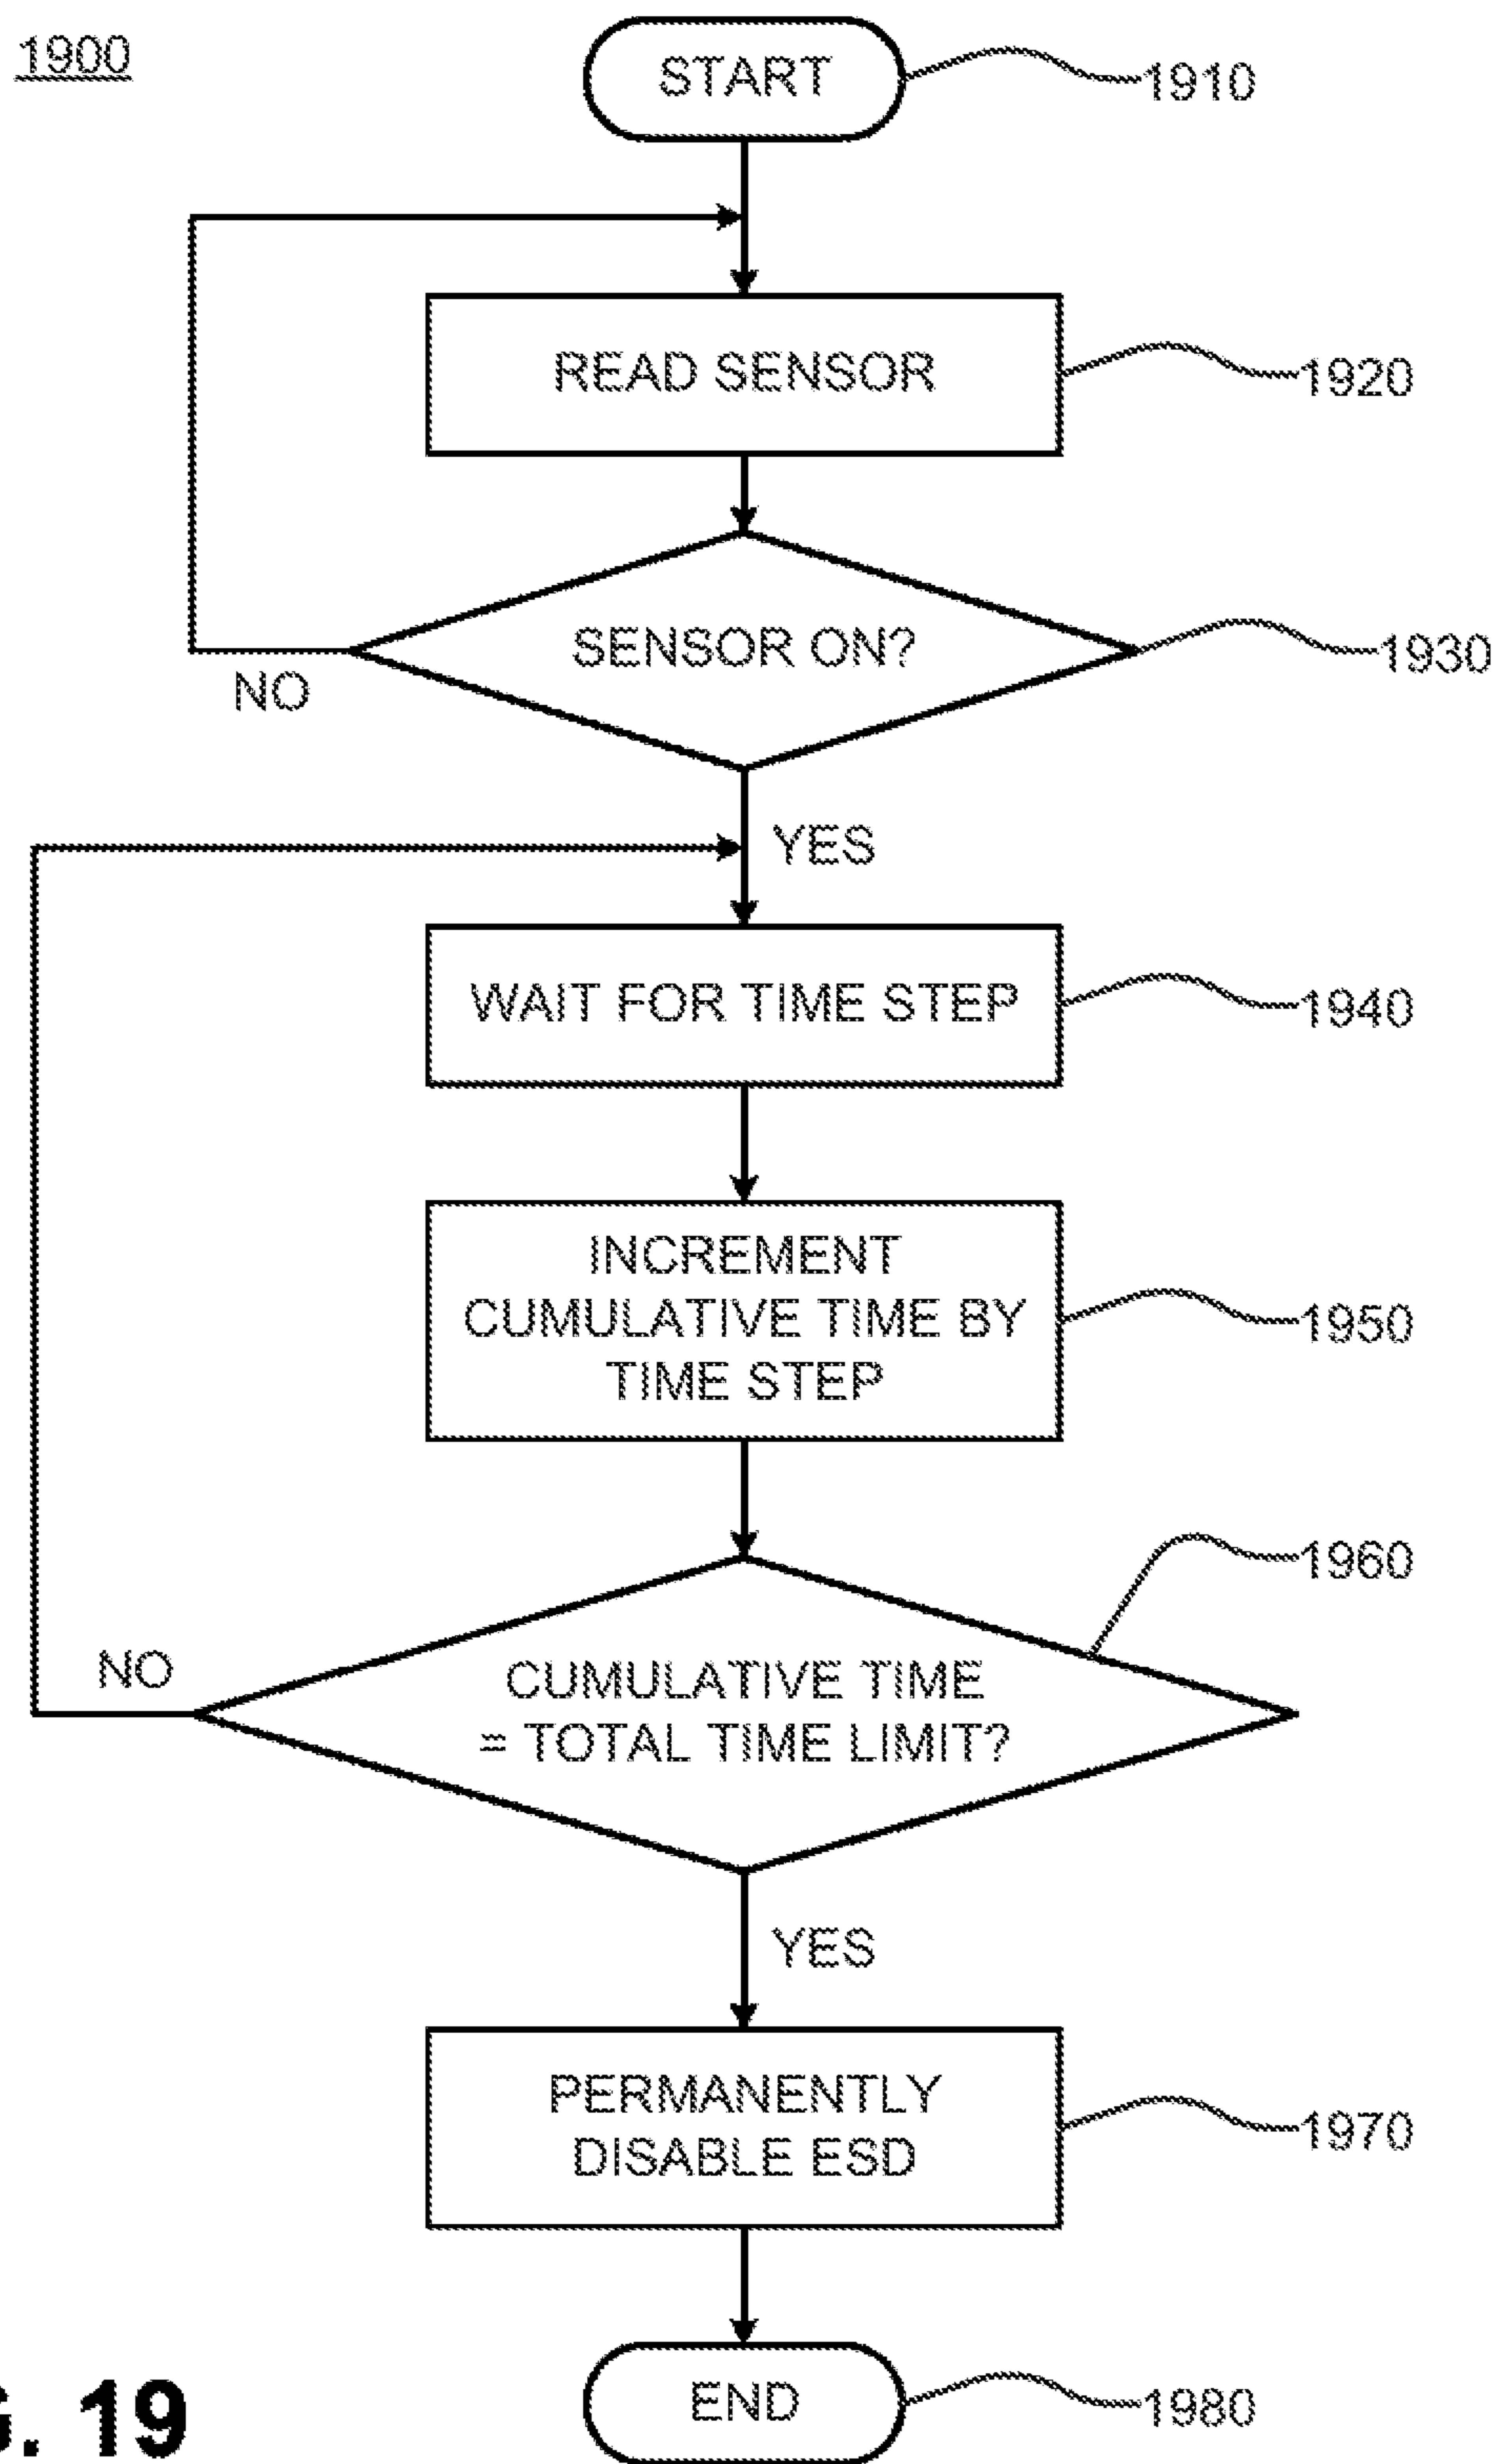 1900
START
1910
READ SENSOR
1920
SENSOR ON?
1930
NO
YES
WAIT FOR TIME STEP
1940
INCREMENT
CUMULATIVE TIME BY
TIME STEP
1950
1960
NO
CUMULATIVE TIME
= TOTAL TIME LIMIT?
YES
PERMANENTLY
DISABLE ESD
1970
END
1980
G. 19